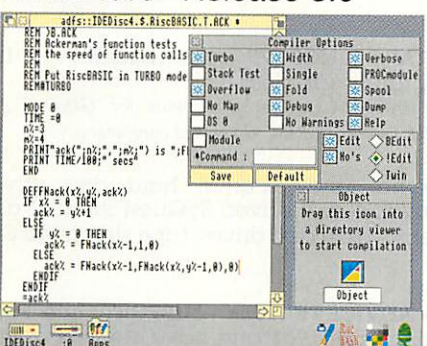 adfs::IDEDisc4.$.RiscBASIC.T.ACK *
REM >B.ACK
REM Ackerman's function tests
REM the speed of function calls
REM
REM Put RiscBASIC in TURBO mode
REM@TURBO
MODE 0
TIME =0
n%=3
m%=4
PRINT"ack(";n%;",";m%;") is ";F
PRINT TIME/100;" secs"
END
DEFFNack(x%,y%,ack%)
IF x% = 0 THEN
ack% = y%+1
ELSE
IF y% = 0 THEN
ack% = FNack(x%-1,1,0)
ELSE
ack% = FNack(x%-1,FNack(x%,y%-1,0),0)
ENDIF
ENDIF
=ack%
Compiler Options
Turbo
Width
Verbose
Stack Test
Single
PROCmodule
Overflow
Fold
Spool
No Map
Debug
Dump
OS 0
No Warnings
Help
Module
Edit
BEdit
*Command :
No's
!Edit
Twin
Save
Default
Object
Drag this icon into
a directory viewer
to start compilation
Object
IDEDisc4
:0
Apps